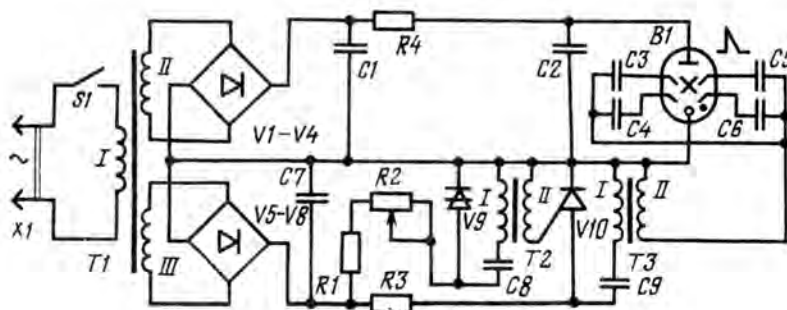 S1
~
X1
I
T1
II
III
V1-V4
V5-V8
C1
R4
C2
B1
C3
C4
C5
C6
C7
R1
R2
R3
V9
I
II
T2
C8
V10
I
II
T3
C9